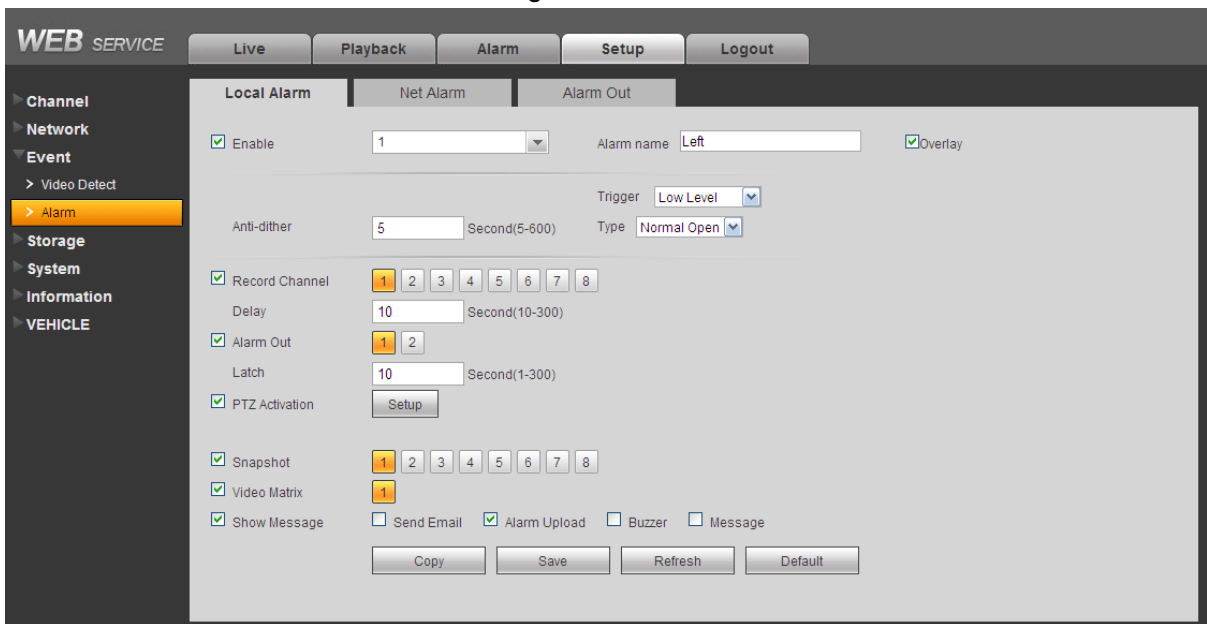 WEB SERVICE
Live Playback Alarm Setup Logout
Local Alarm Net Alarm Alarm Out
Channel
Network
Event
> Video Detect
> Alarm
Storage
System
Information
VEHICLE
Enable 1 Alarm name Left Overlay
Trigger Low Level
Anti-dither 5 Second(5-600) Type Normal Open
Record Channel 1 2 3 4 5 6 7 8
Delay 10 Second(10-300)
Alarm Out 1 2
Latch 10 Second(1-300)
PTZ Activation Setup
Snapshot 1 2 3 4 5 6 7 8
Video Matrix 1
Show Message Send Email Alarm Upload Buzzer Message
Copy Save Refresh Default